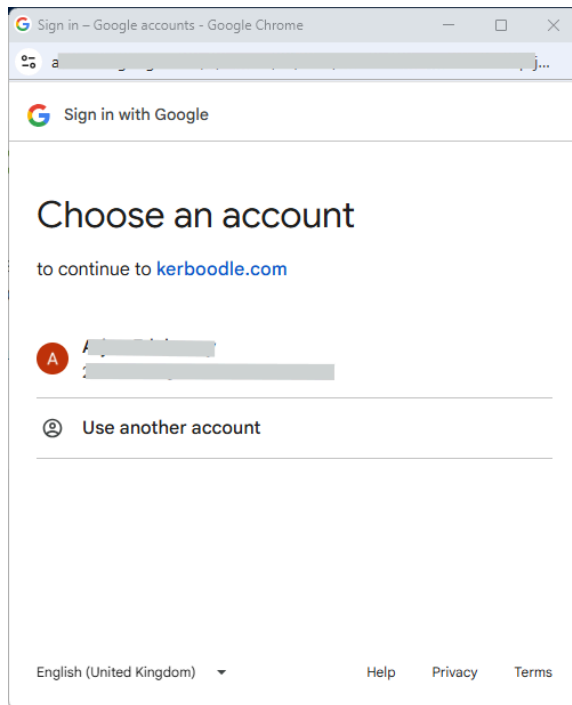 Sign in – Google accounts - Google Chrome
Sign in with Google
Choose an account
to continue to kerboodle.com
A
Use another account
English (United Kingdom)
Help Privacy Terms